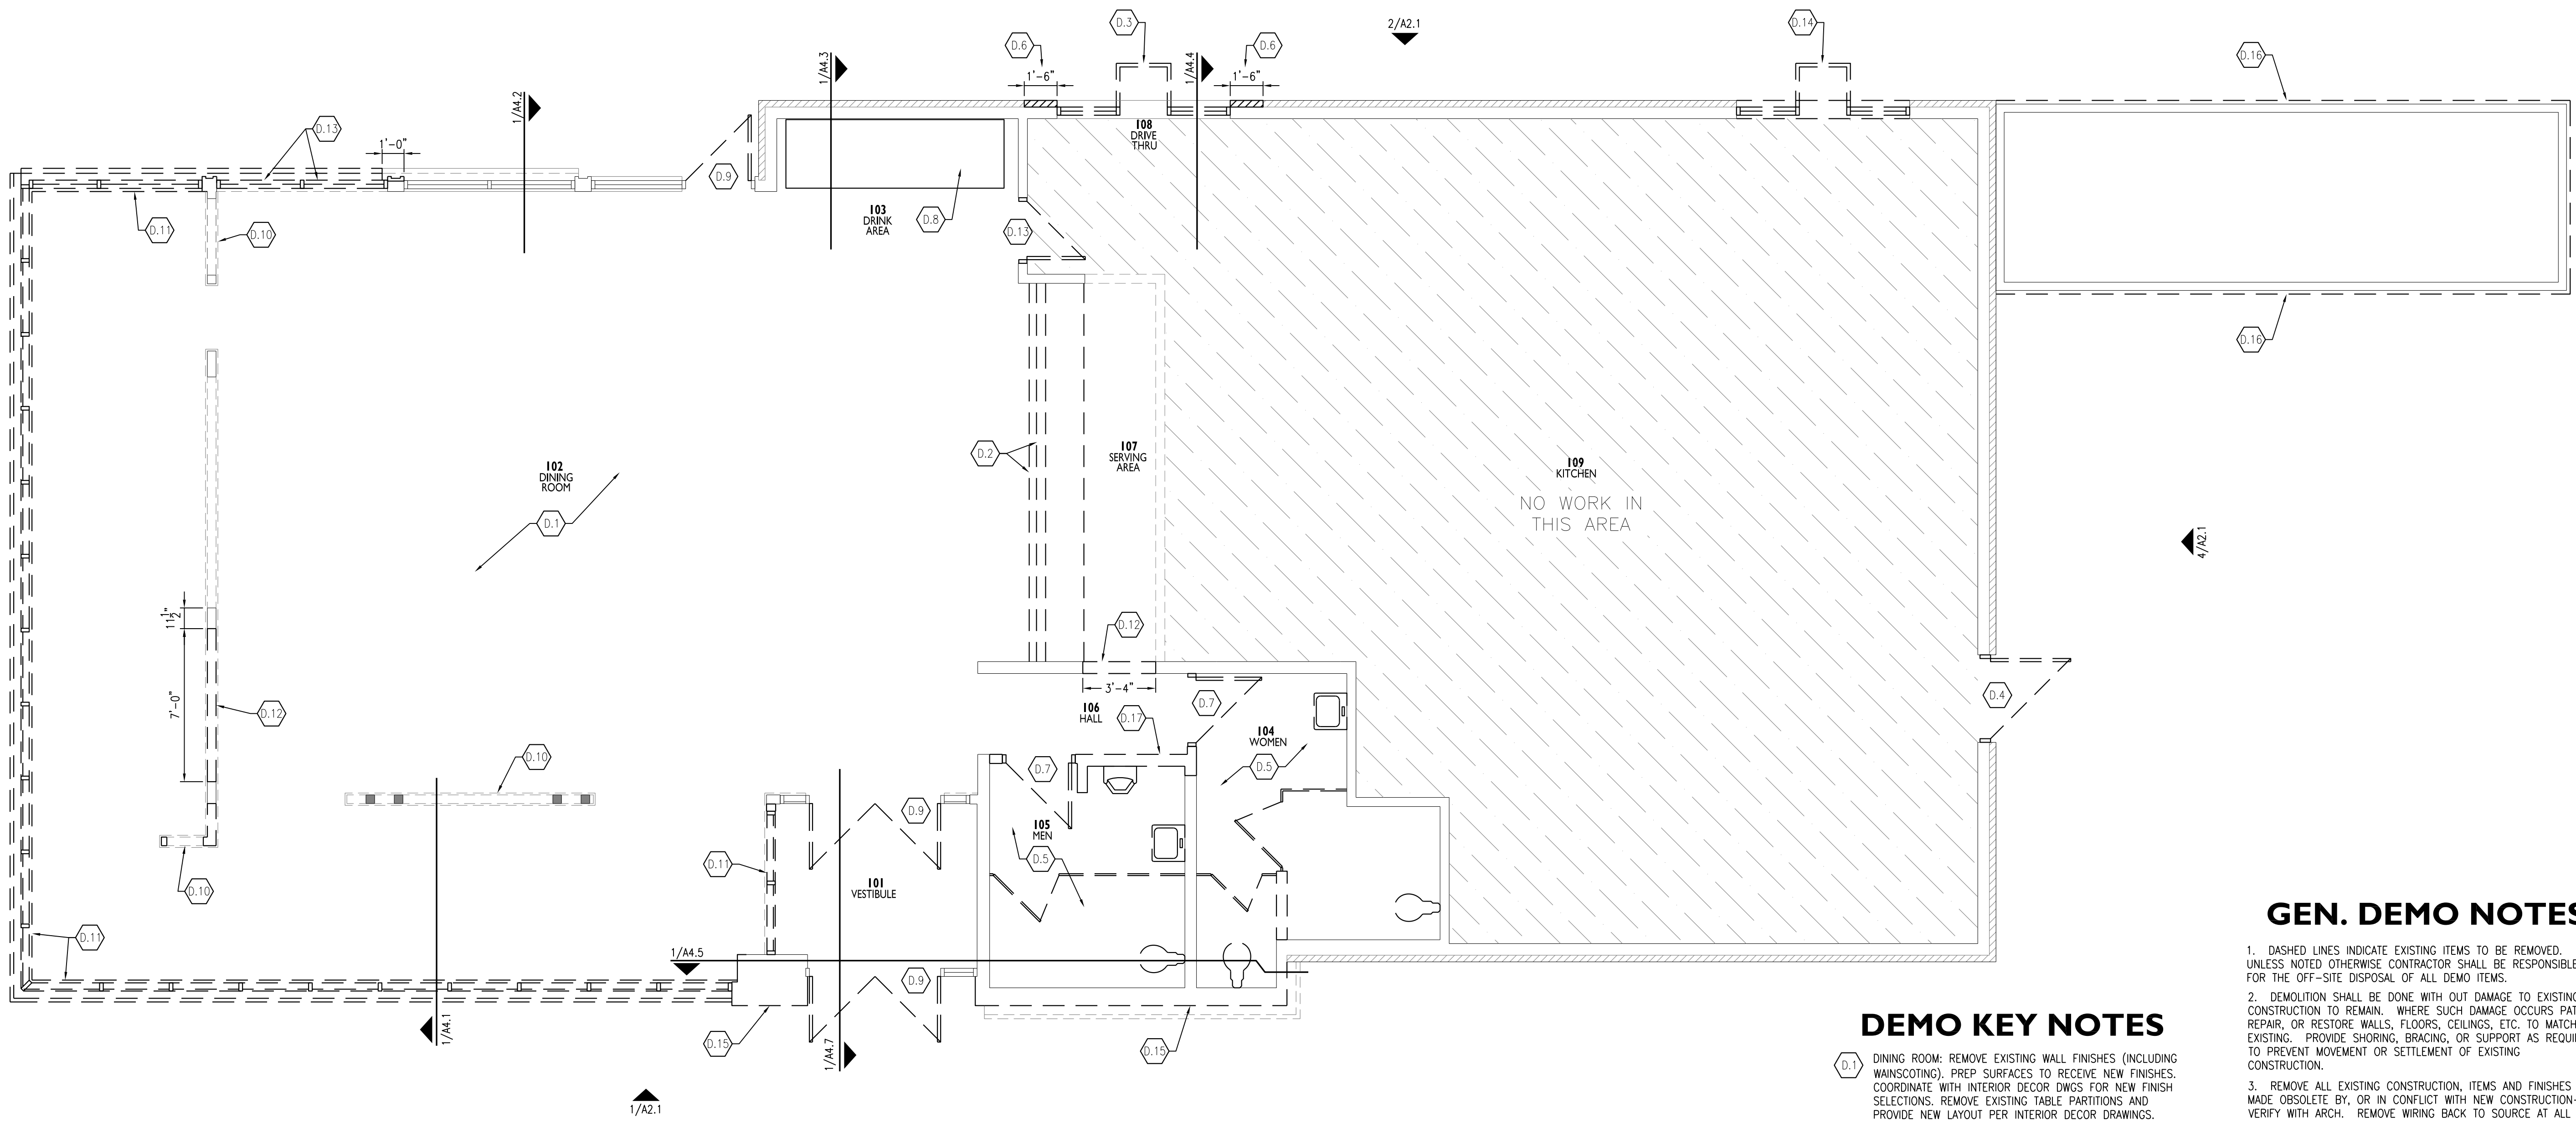 2/A2.1
D.3
D.14
D.6
D.6
D.16
1'-6"
1'-6"
1/A4.3
1/A4.4
1/A4.2
D.13
1'-0"
108
DRIVE
THRU
D.9
103
DRINK
AREA
D.8
D.11
D.10
D.13
D.16
D.2
107
SERVING
AREA
102
DINING
ROOM
109
KITCHEN
NO WORK IN
THIS AREA
D.1
4/A2.1
11 1/2"
D.12
7'-0"
D.12
3'-4"
D.4
D.7
106
HALL
D.17
104
WOMEN
D.10
D.7
D.5
D.9
105
MEN
D.5
D.11
101
VESTIBULE
D.10
D.11
1/A4.5
D.9
1/A4.1
D.15
1/A4.7
D.15
1/A2.1
DEMO KEY NOTES
D.1
DINING ROOM: REMOVE EXISTING WALL FINISHES (INCLUDING
WAINSCOTING). PREP SURFACES TO RECEIVE NEW FINISHES.
COORDINATE WITH INTERIOR DECOR DWGS FOR NEW FINISH
SELECTIONS. REMOVE EXISTING TABLE PARTITIONS AND
PROVIDE NEW LAYOUT PER INTERIOR DECOR DRAWINGS.
GEN. DEMO NOTES
1. DASHED LINES INDICATE EXISTING ITEMS TO BE REMOVED.
UNLESS NOTED OTHERWISE CONTRACTOR SHALL BE RESPONSIBLE
FOR THE OFF-SITE DISPOSAL OF ALL DEMO ITEMS.
2. DEMOLITION SHALL BE DONE WITH OUT DAMAGE TO EXISTING
CONSTRUCTION TO REMAIN. WHERE SUCH DAMAGE OCCURS PAT
REPAIR, OR RESTORE WALLS, FLOORS, CEILINGS, ETC. TO MATCH
EXISTING. PROVIDE SHORING, BRACING, OR SUPPORT AS REQUI
TO PREVENT MOVEMENT OR SETTLEMENT OF EXISTING
CONSTRUCTION.
3. REMOVE ALL EXISTING CONSTRUCTION, ITEMS AND FINISHES
MADE OBSOLETE BY, OR IN CONFLICT WITH NEW CONSTRUCTION-
VERIFY WITH ARCH. REMOVE WIRING BACK TO SOURCE AT ALL